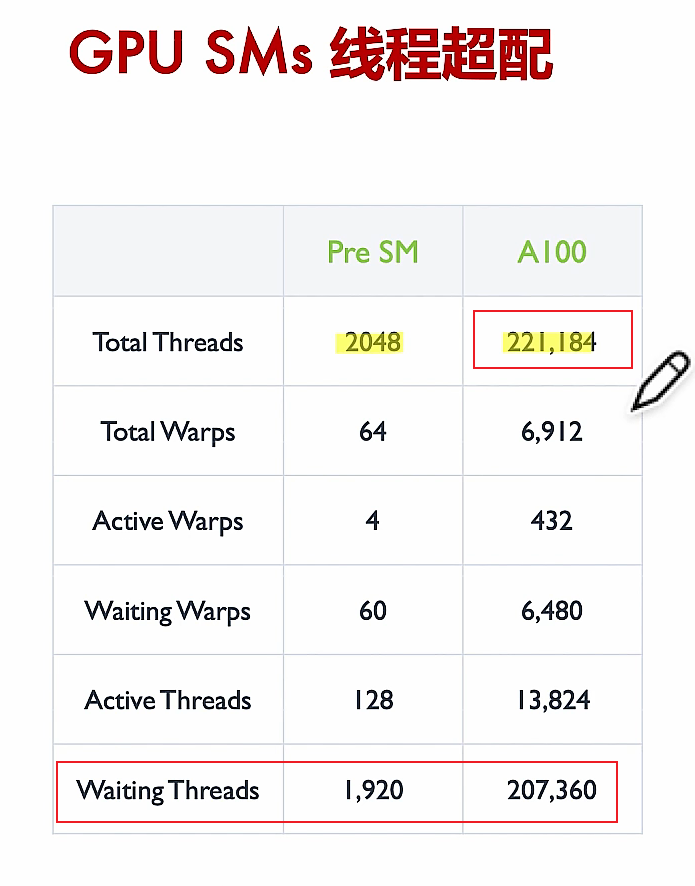 GPU SMs 线程超配
Pre SM A100
Total Threads 2048 221,184
Total Warps 64 6,912
Active Warps 4 432
Waiting Warps 60 6,480
Active Threads 128 13,824
Waiting Threads 1,920 207,360